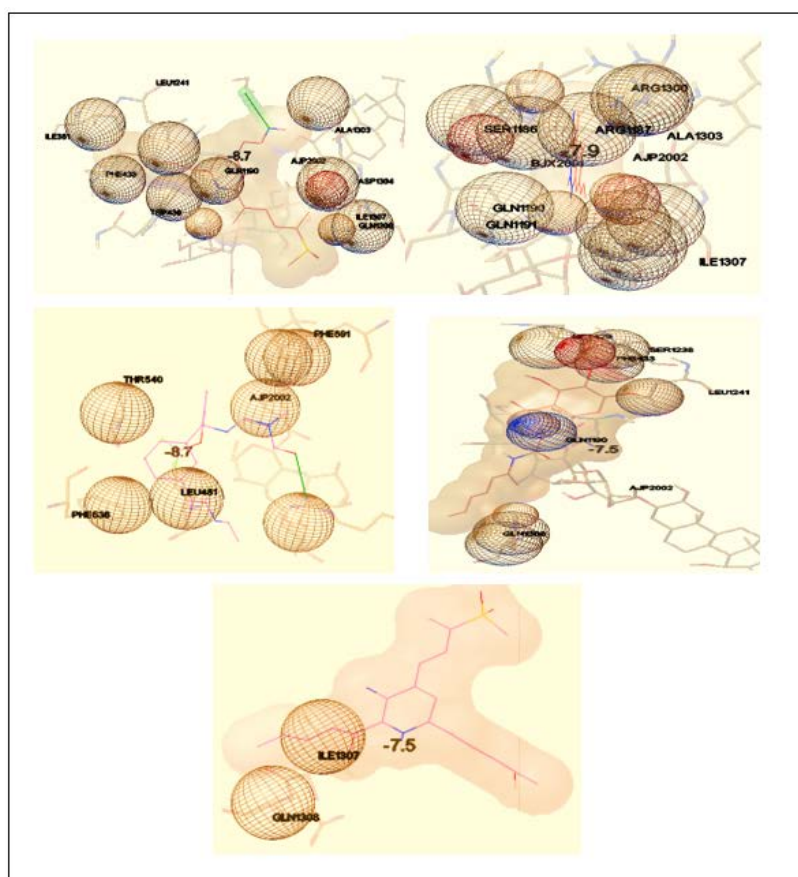 LEU1241
ILE381
ALA1303
-8.7
AJP2002
GLN1190
ASP1304
ILE1307
ARG1300
SER1186
ARG1187
ALA1303
-7.9
AJP2002
BJX2001
GLN1190
GLN1191
ILE1307
PHE591
THR540
AJP2002
-8.7
LEU481
PHE536
SER1238
LEU1241
GLN1190
-7.5
AJP2002
GLN1308
ILE1307
-7.5
GLN1308